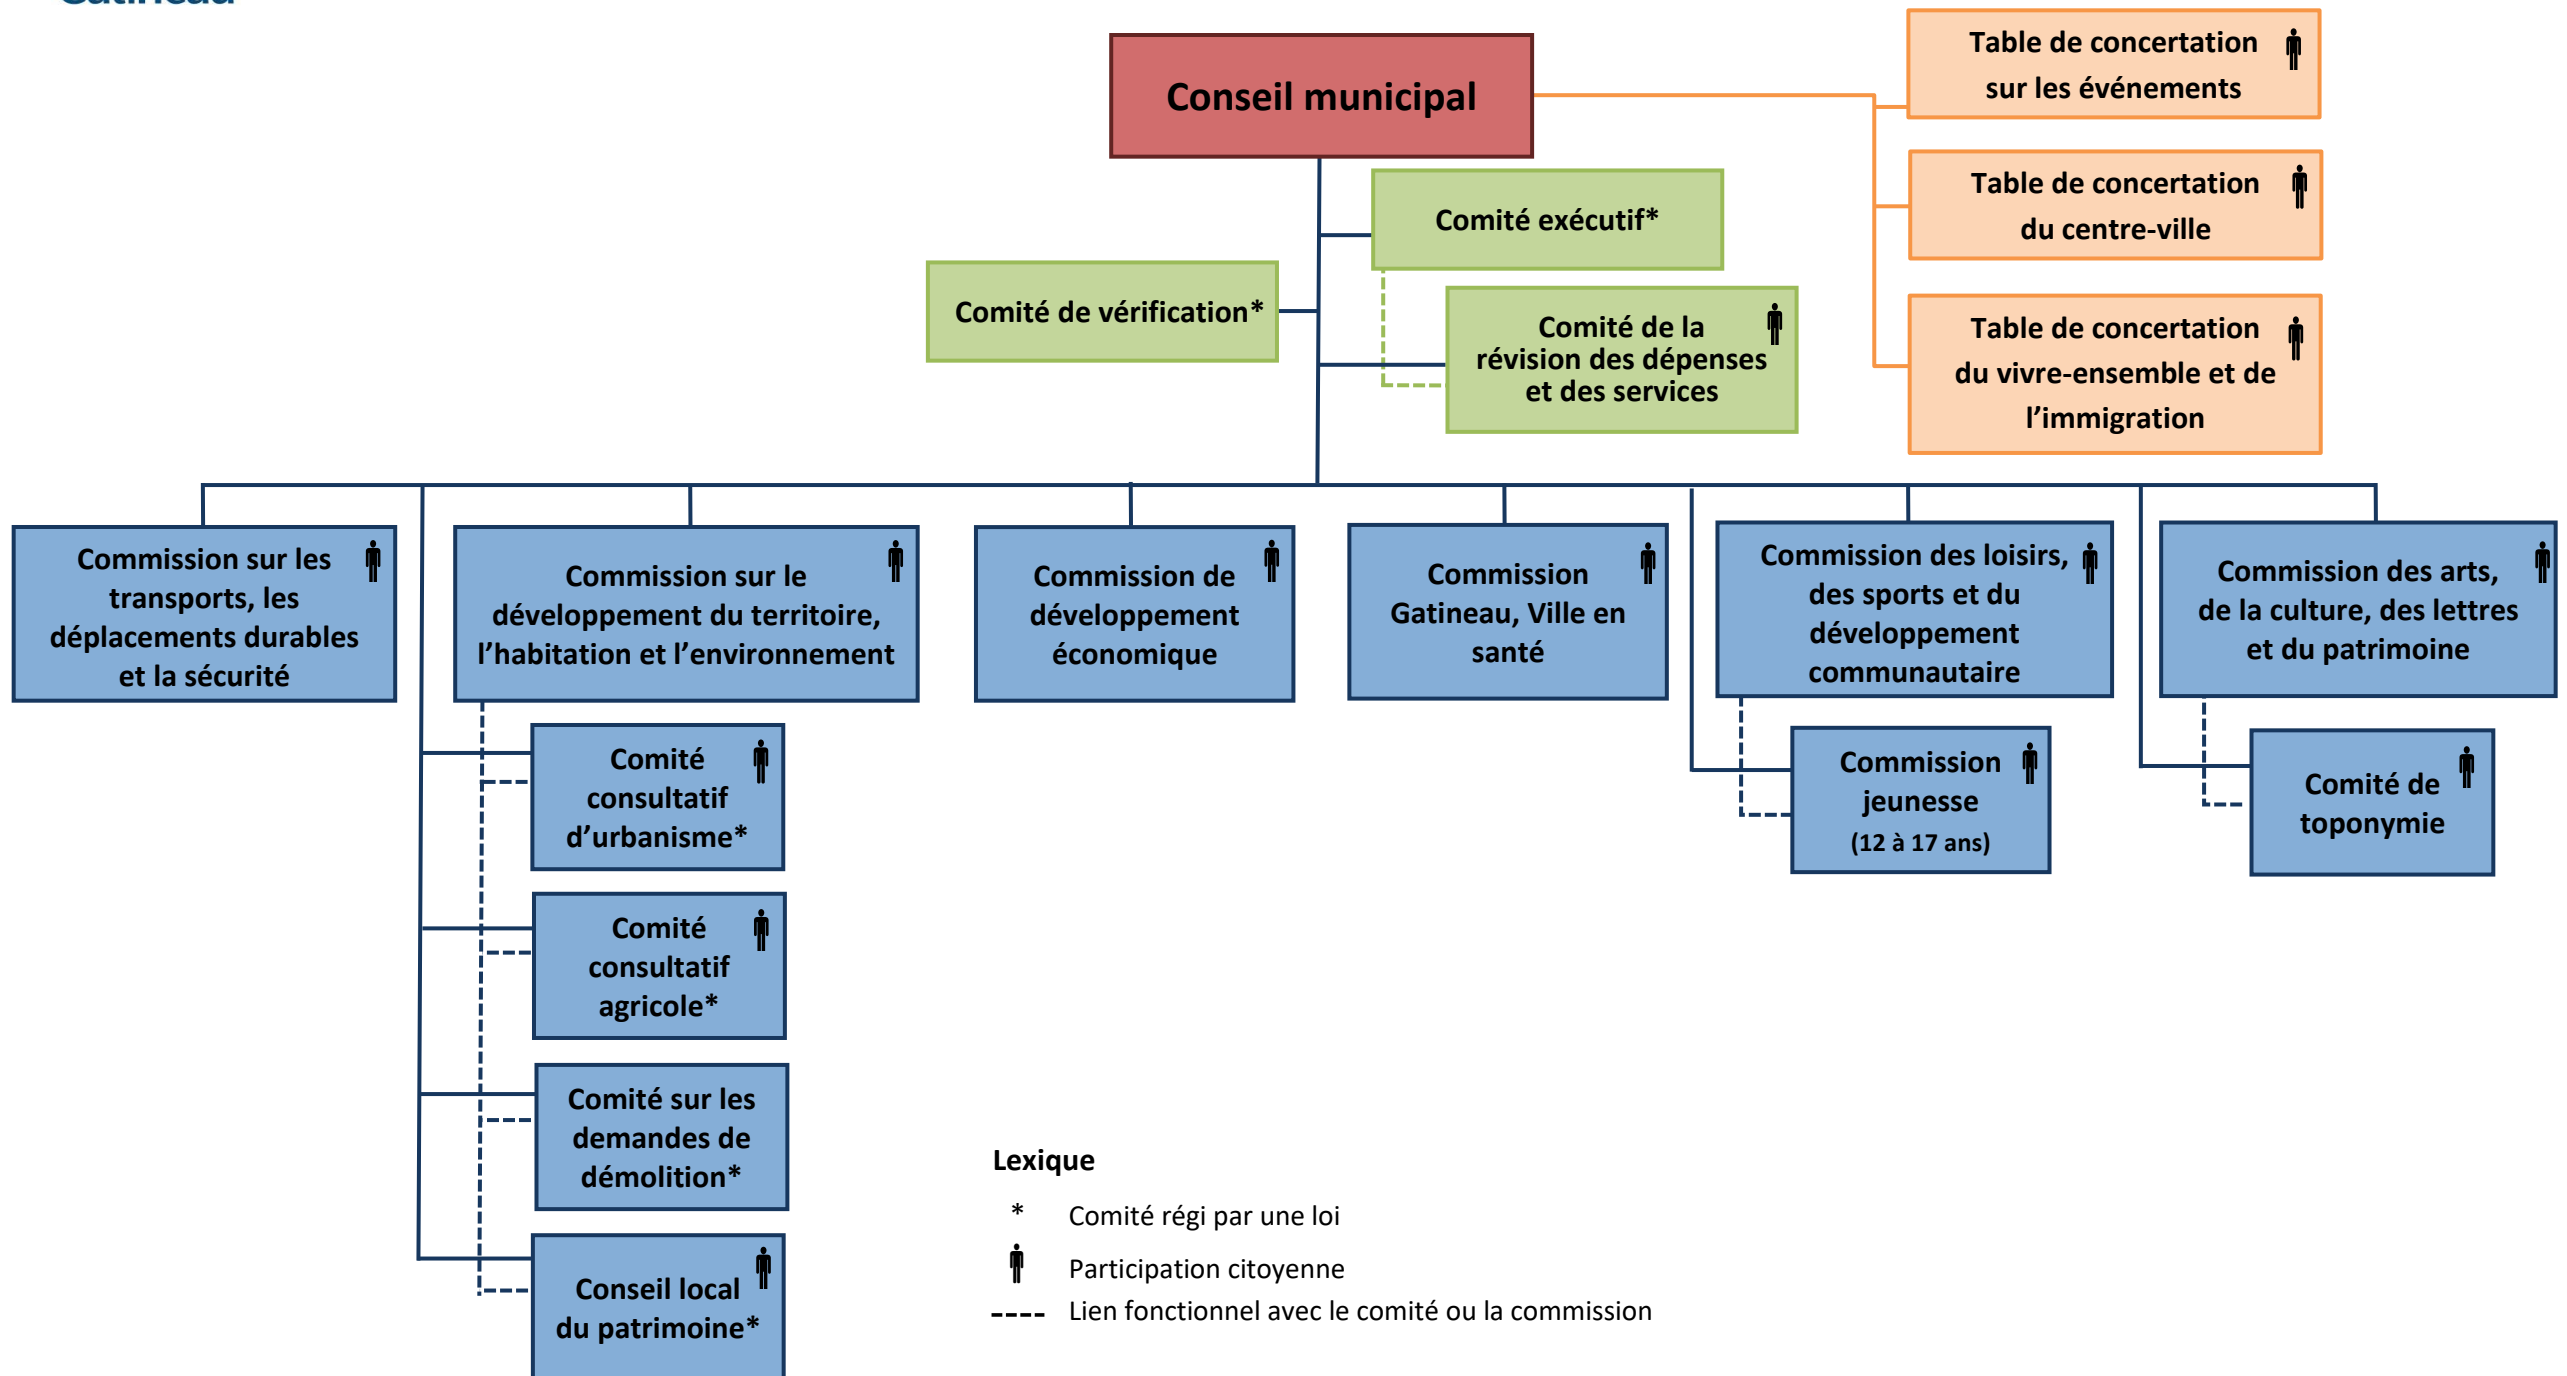 Conseil municipal
Table de concertation
sur les événements
Table de concertation
du centre-ville
Table de concertation
du vivre-ensemble et de
l’immigration
Comité exécutif*
Comité de vérification*
Comité de la
révision des dépenses
et des services
Commission sur les
transports, les
déplacements durables
et la sécurité
Commission sur le
développement du territoire,
l’habitation et l’environnement
Commission de
développement
économique
Commission
Gatineau, Ville en
santé
Commission des loisirs,
des sports et du
développement
communautaire
Commission des arts,
de la culture, des lettres
et du patrimoine
Comité
consultatif
d’urbanisme*
Comité
consultatif
agricole*
Comité sur les
demandes de
démolition*
Conseil local
du patrimoine*
Commission
jeunesse
(12 à 17 ans)
Comité de
toponymie
Lexique
* Comité régi par une loi
Participation citoyenne
Lien fonctionnel avec le comité ou la commission